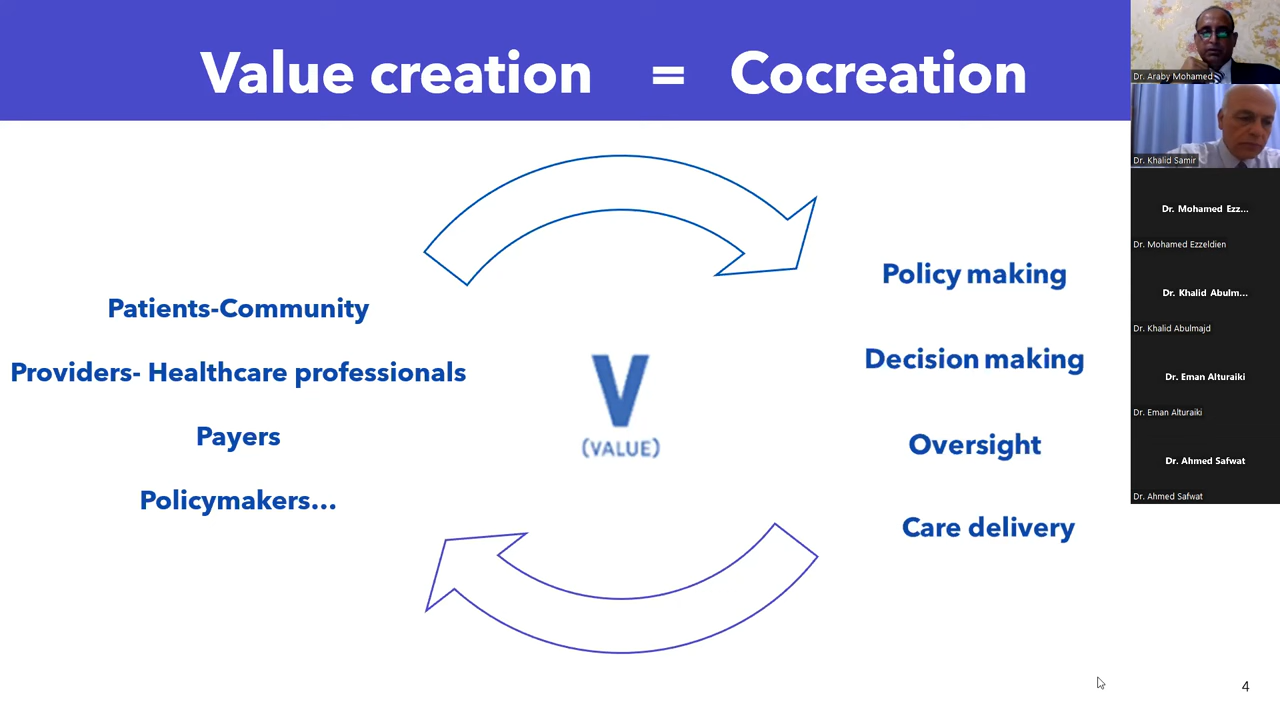 Value creation = Cocreation
Patients-Community
Providers- Healthcare professionals
Payers
Policymakers...
V
(VALUE)
Policy making
Decision making
Oversight
Care delivery
4
Dr. Araby Mohamed
Dr. Khalid Samir
Dr. Mohamed Ezz...
Dr. Mohamed Ezzeldien
Dr. Khalid Abulm...
Dr. Khalid Abulmajd
Dr. Eman Alturaiki
Dr. Eman Alturaiki
Dr. Ahmed Safwat
Dr. Ahmed Safwat